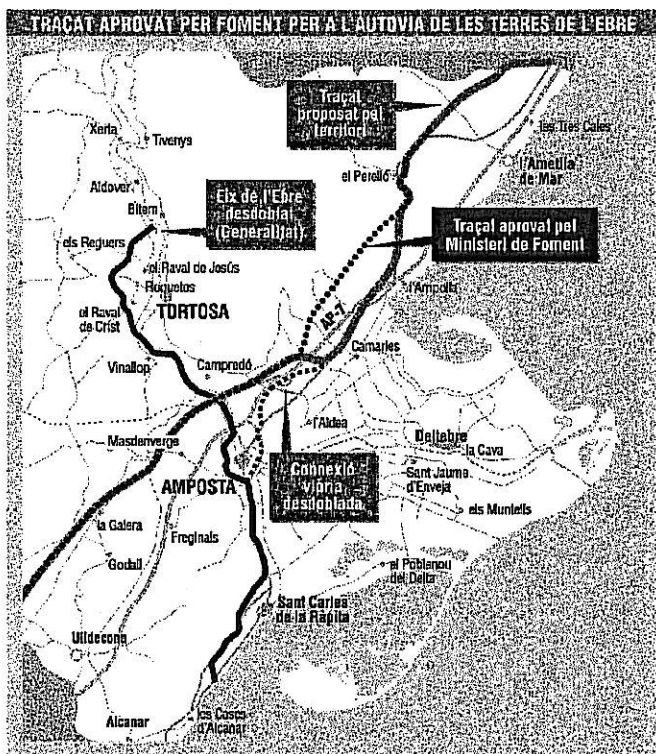 TRAÇAT APROVAT PER FOMENT PER A L'AUTOVIA DE LES TERRES DE L'EBRE
Traçat
proposat pel
territori
Xerta
Tivenys
les Tres Cales
l'Ametlla
de Mar
el Perelló
Aldover
Bitem
Eix de l'Ebre
desdoblat
(Generalitat)
Traçat aprovat pel
Ministeri de Foment
els Reguers
el Raval de Jesús
Roquetes
el Raval
de Crist
TORTOSA
l'Ampolla
AP-7
Camarles
Vinallop
Campredó
l'Aldea
Deltebre
la Cava
Masdenverge
Sant Jaume
d'Enveja
AMPOSTA
Connexió
viària
desdoblada
els Muntells
la Galera
Freginals
Godall
el Poblenou
del Delta
Sant Carles
de la Ràpita
Ulldecona
Alcanar
les Cases
d'Alcanar